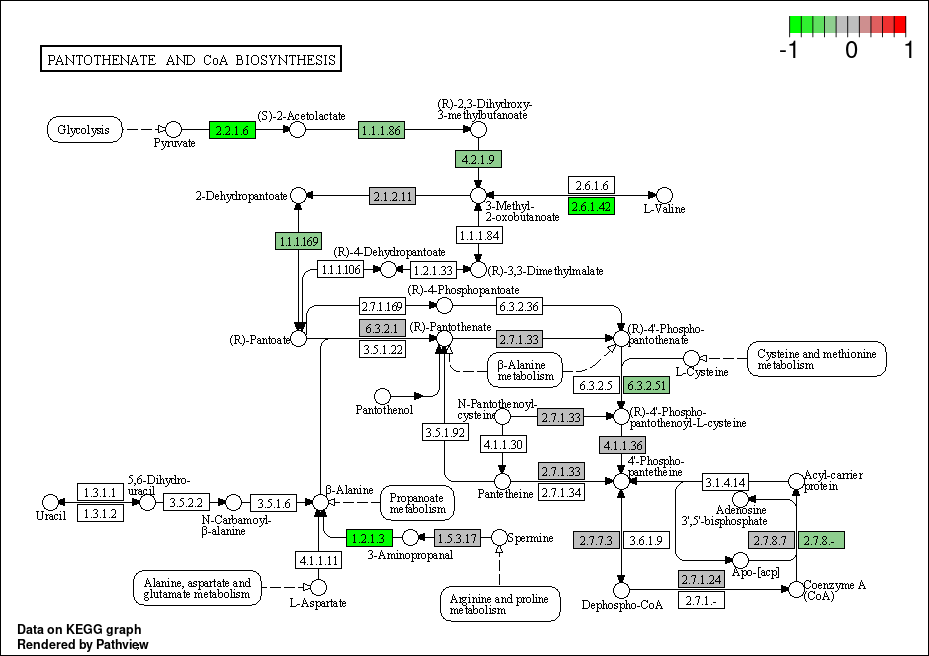 -1 0 1
PANTOTHENATE AND CoA BIOSYNTHESIS
(R)-2,3-Dihydroxy-
3-methylbutanoate
(S)-2-Acetolactate
Glycolysis
Pyruvate
2.2.1.6
1.1.1.86
4.2.1.9
2-Dehydropantoate
2.1.2.11
3-Methyl-
2-oxobutanoate
2.6.1.6
2.6.1.42
L-Valine
1.1.1.84
1.1.1.169
(R)-4-Dehydropantoate
1.1.1.106
1.2.1.33
(R)-3,3-Dimethylmalate
(R)-4-Phosphopantoate
2.7.1.169
6.3.2.36
(R)-Pantoate
6.3.2.1
3.5.1.22
(R)-Pantothenate
2.7.1.33
(R)-4'-Phospho-
pantothenate
β-Alanine
metabolism
L-Cysteine
Cysteine and methionine
metabolism
6.3.2.5
6.3.2.51
Pantothenol
N-Pantothenoyl-
cysteine
2.7.1.33
(R)-4'-Phospho-
pantothenoyl-L-cysteine
3.5.1.92
4.1.1.30
4.1.1.36
4'-Phospho-
pantetheine
2.7.1.33
2.7.1.34
Pantetheine
3.1.4.14
Acyl-carrier
protein
Adenosine
3',5'-bisphosphate
5,6-Dihydro-
uracil
1.3.1.1
1.3.1.2
Uracil
3.5.2.2
N-Carbamoyl-
β-alanine
3.5.1.6
β-Alanine
Propanoate
metabolism
1.2.1.3
3-Aminopropanal
1.5.3.17
Spermine
2.7.7.3
3.6.1.9
2.7.8.7
2.7.8.-
Apo-[acp]
4.1.1.11
Alanine, aspartate and
glutamate metabolism
L-Aspartate
Arginine and proline
metabolism
Dephospho-CoA
2.7.1.24
2.7.1.-
Coenzyme A
(CoA)
Data on KEGG graph
Rendered by Pathview